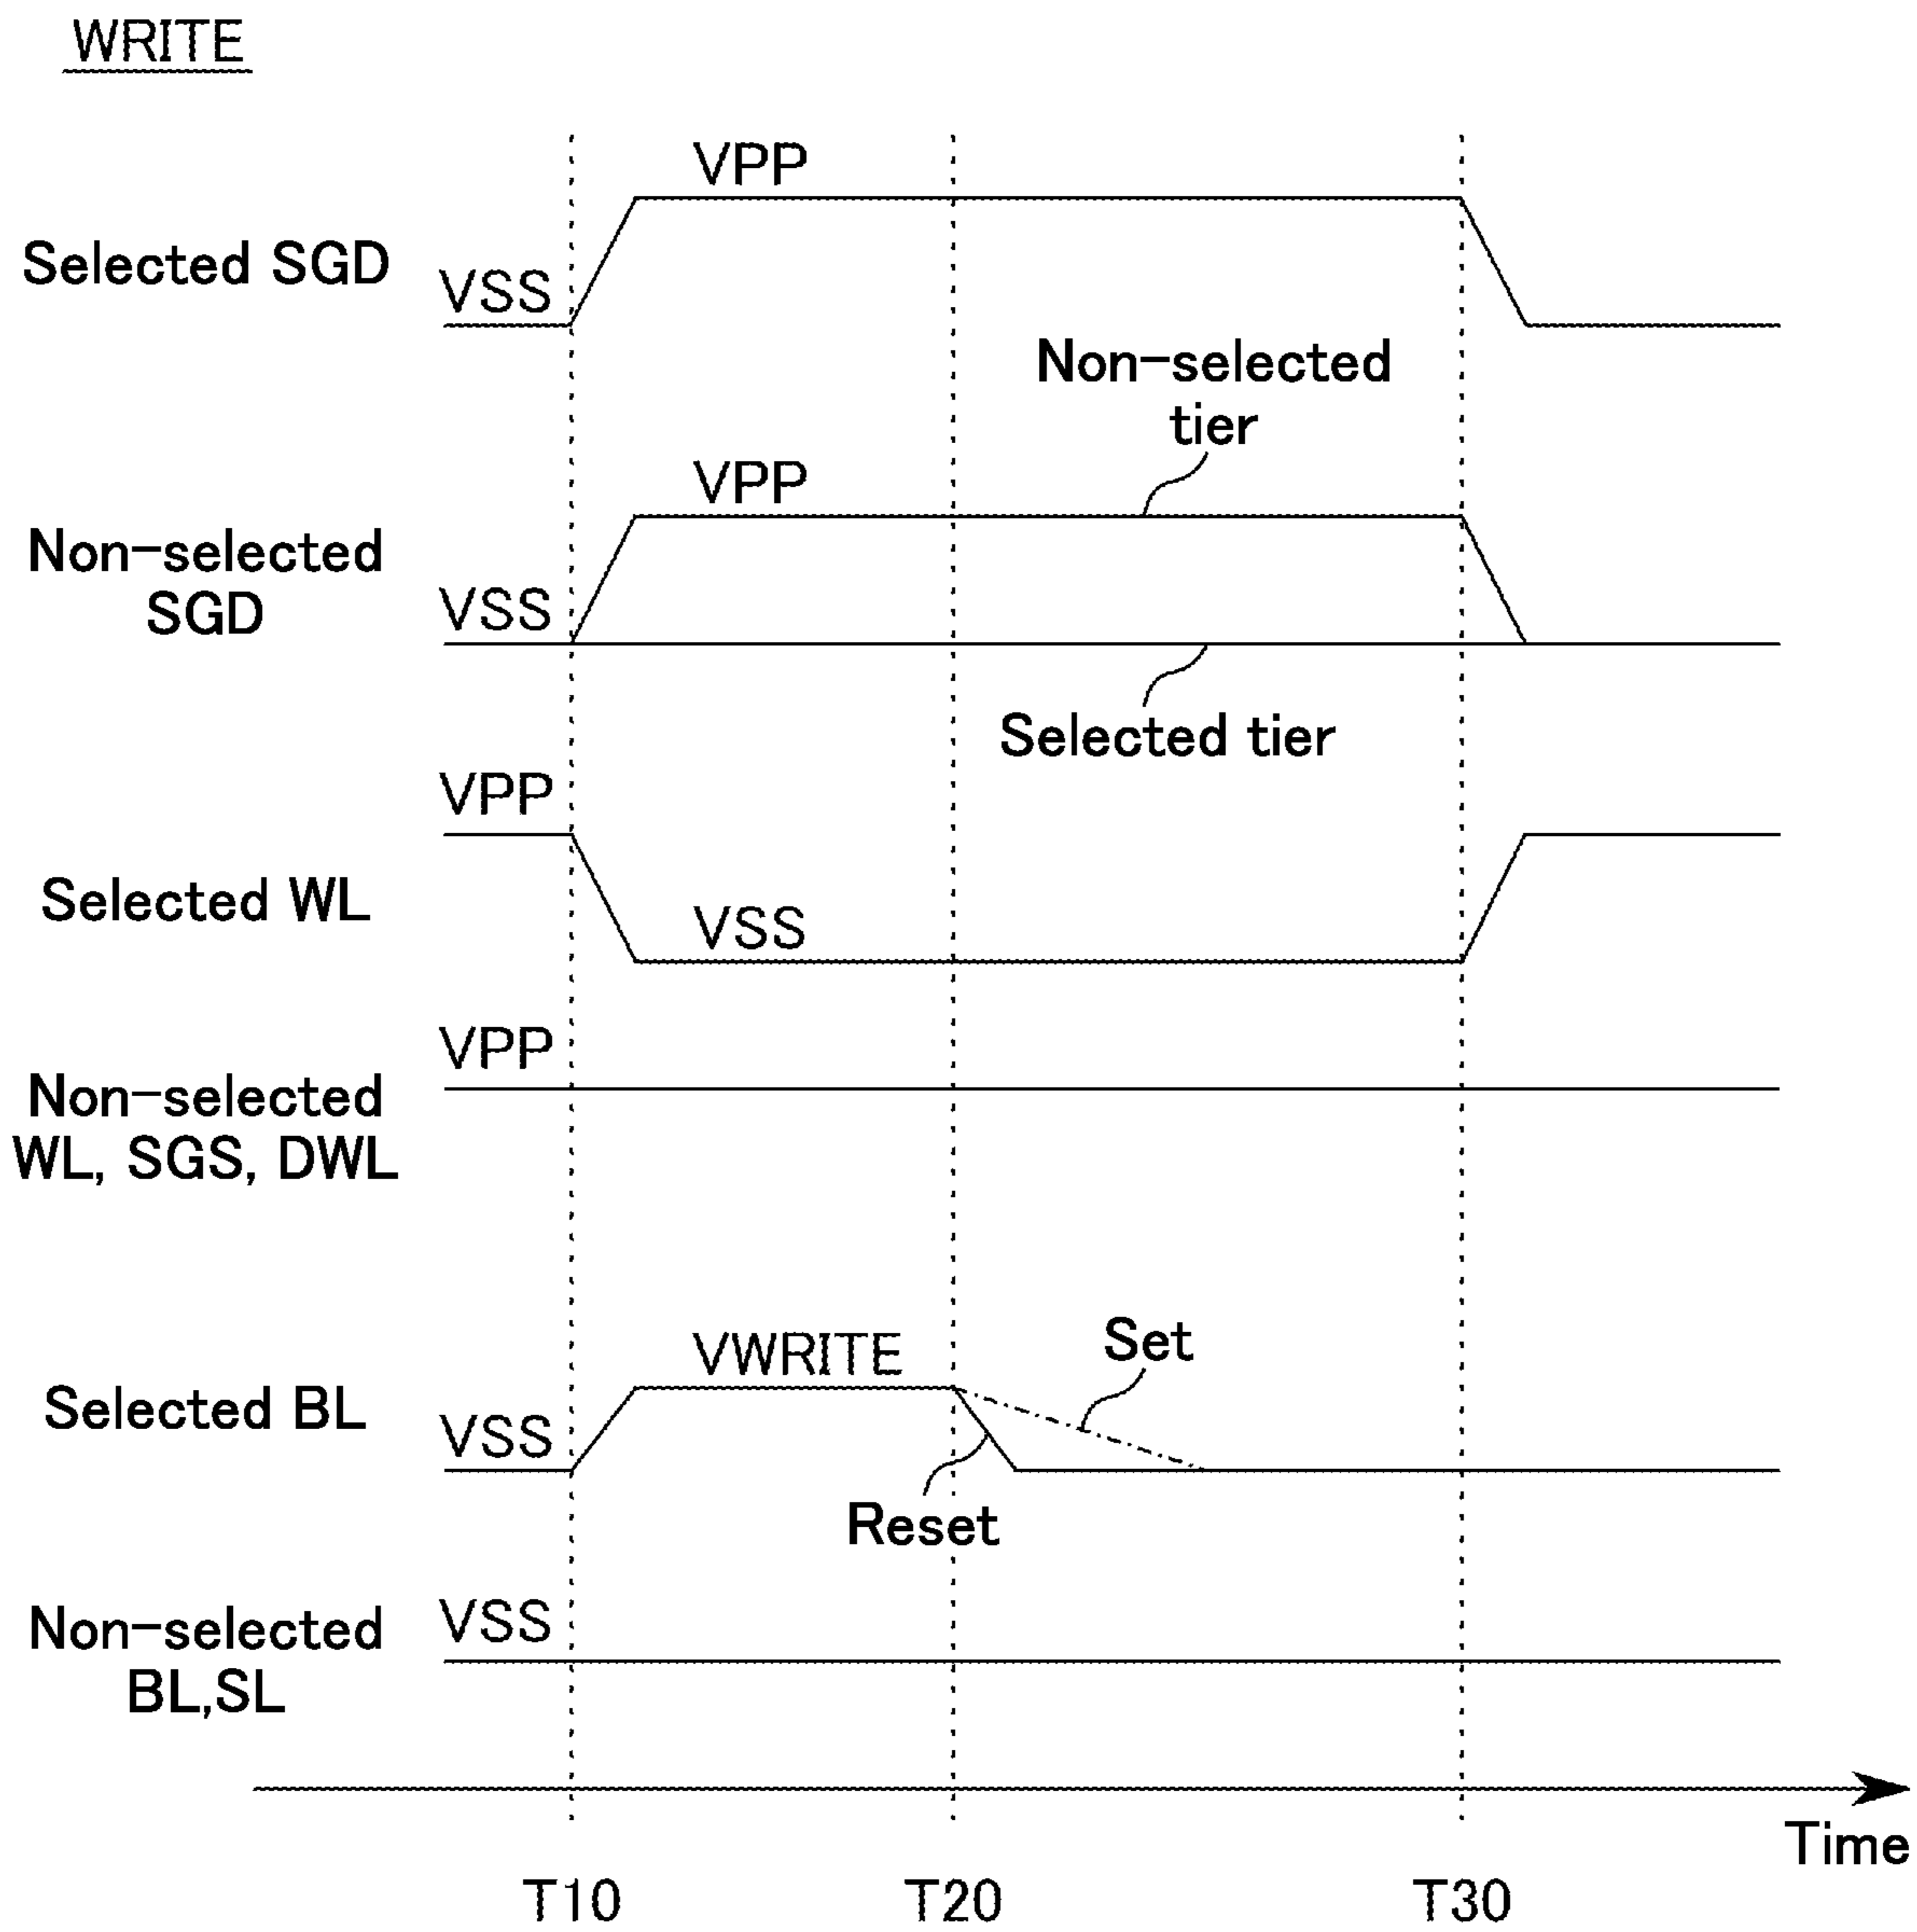 WRITE
VPP
Selected SGD
VSS
Non-selected
tier
VPP
Non-selected
SGD
VSS
Selected tier
VPP
Selected WL
VSS
VPP
Non-selected
WL, SGS, DWL
VWRITE
Set
Selected BL
VSS
Reset
VSS
Non-selected
BL,SL
Time
T10 T20 T30